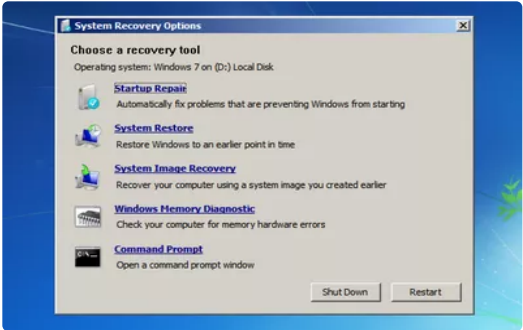 System Recovery Options
Choose a recovery tool
Operating system: Windows 7 on (D:) Local Disk
Startup Repair
Automatically fix problems that are preventing Windows from starting
System Restore
Restore Windows to an earlier point in time
System Image Recovery
Recover your computer using a system image you created earlier
Windows Memory Diagnostic
Check your computer for memory hardware errors
Command Prompt
Open a command prompt window
Shut Down
Restart